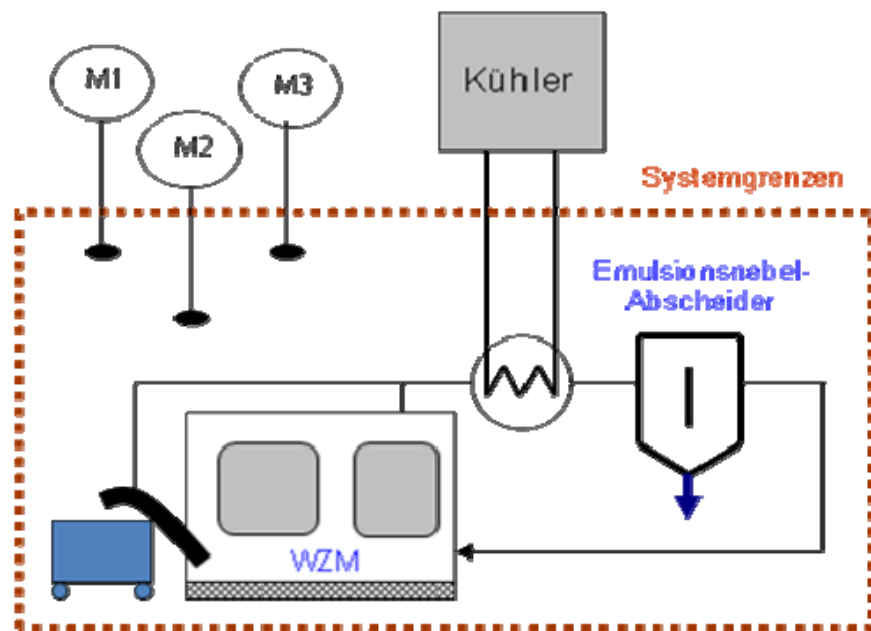 M1
M2
M3
Kühler
Systemgrenzen
Emulsionsnebel-
Abscheider
WZM